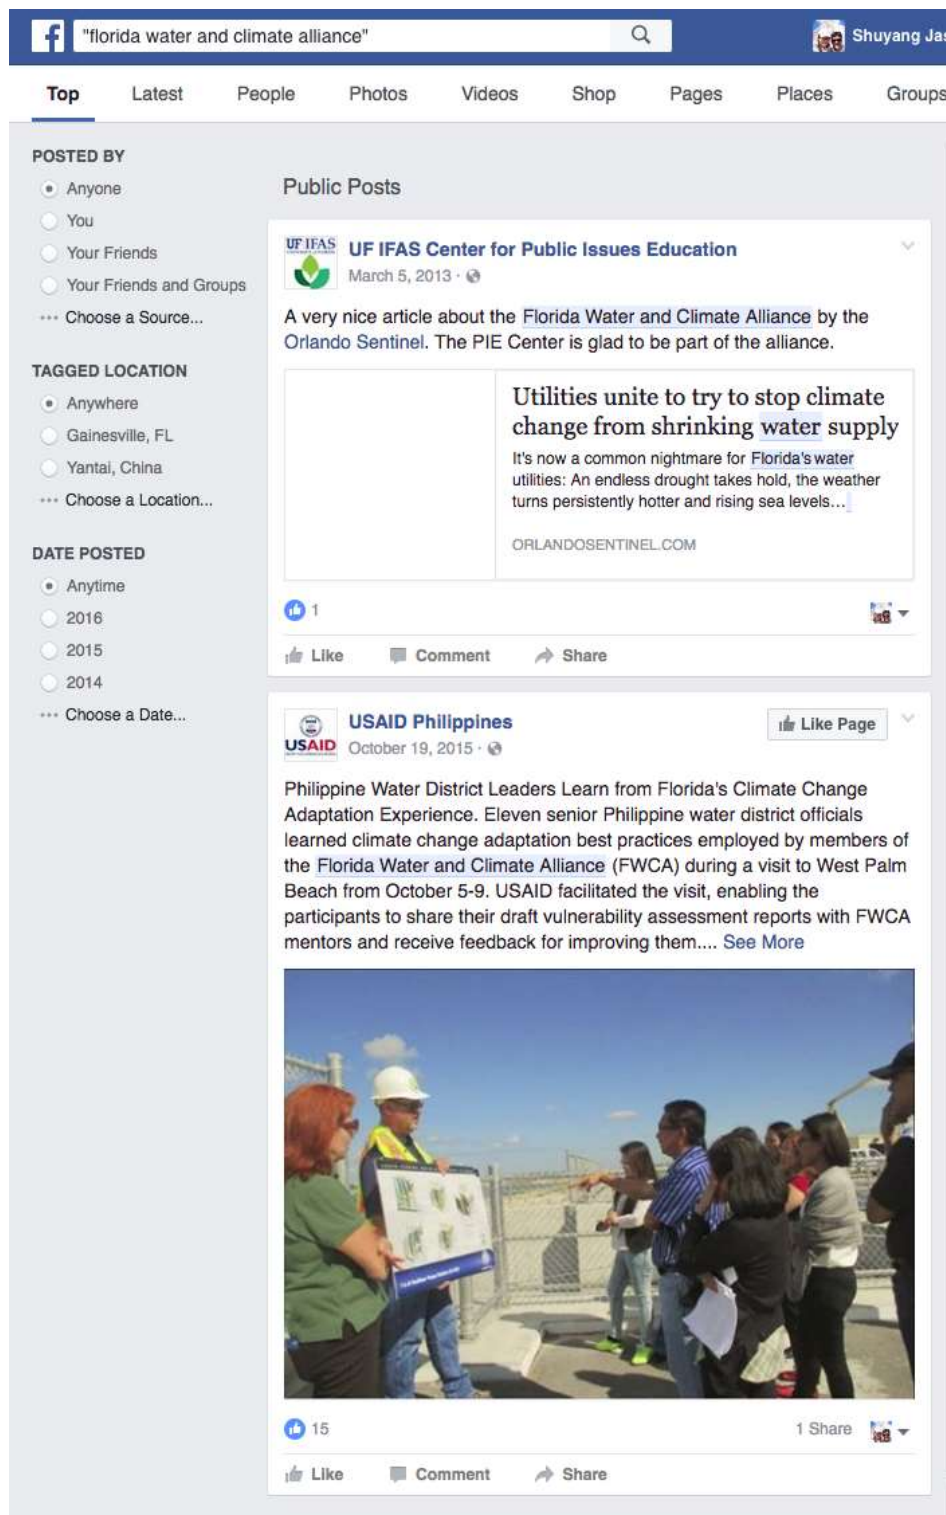 "florida water and climate alliance"
Shuyang Jas
Top Latest People Photos Videos Shop Pages Places Groups
POSTED BY
Anyone
You
Your Friends
Your Friends and Groups
Choose a Source...
TAGGED LOCATION
Anywhere
Gainesville, FL
Yantai, China
Choose a Location...
DATE POSTED
Anytime
2016
2015
2014
Choose a Date...
Public Posts
UF IFAS
UF IFAS Center for Public Issues Education
March 5, 2013 ·
A very nice article about the Florida Water and Climate Alliance by the
Orlando Sentinel. The PIE Center is glad to be part of the alliance.
Utilities unite to try to stop climate
change from shrinking water supply
It's now a common nightmare for Florida's water
utilities: An endless drought takes hold, the weather
turns persistently hotter and rising sea levels...
ORLANDOSENTINEL.COM
1
Like Comment Share
USAID
USAID Philippines
October 19, 2015 ·
Like Page
Philippine Water District Leaders Learn from Florida's Climate Change
Adaptation Experience. Eleven senior Philippine water district officials
learned climate change adaptation best practices employed by members of
the Florida Water and Climate Alliance (FWCA) during a visit to West Palm
Beach from October 5-9. USAID facilitated the visit, enabling the
participants to share their draft vulnerability assessment reports with FWCA
mentors and receive feedback for improving them.... See More
15
1 Share
Like Comment Share